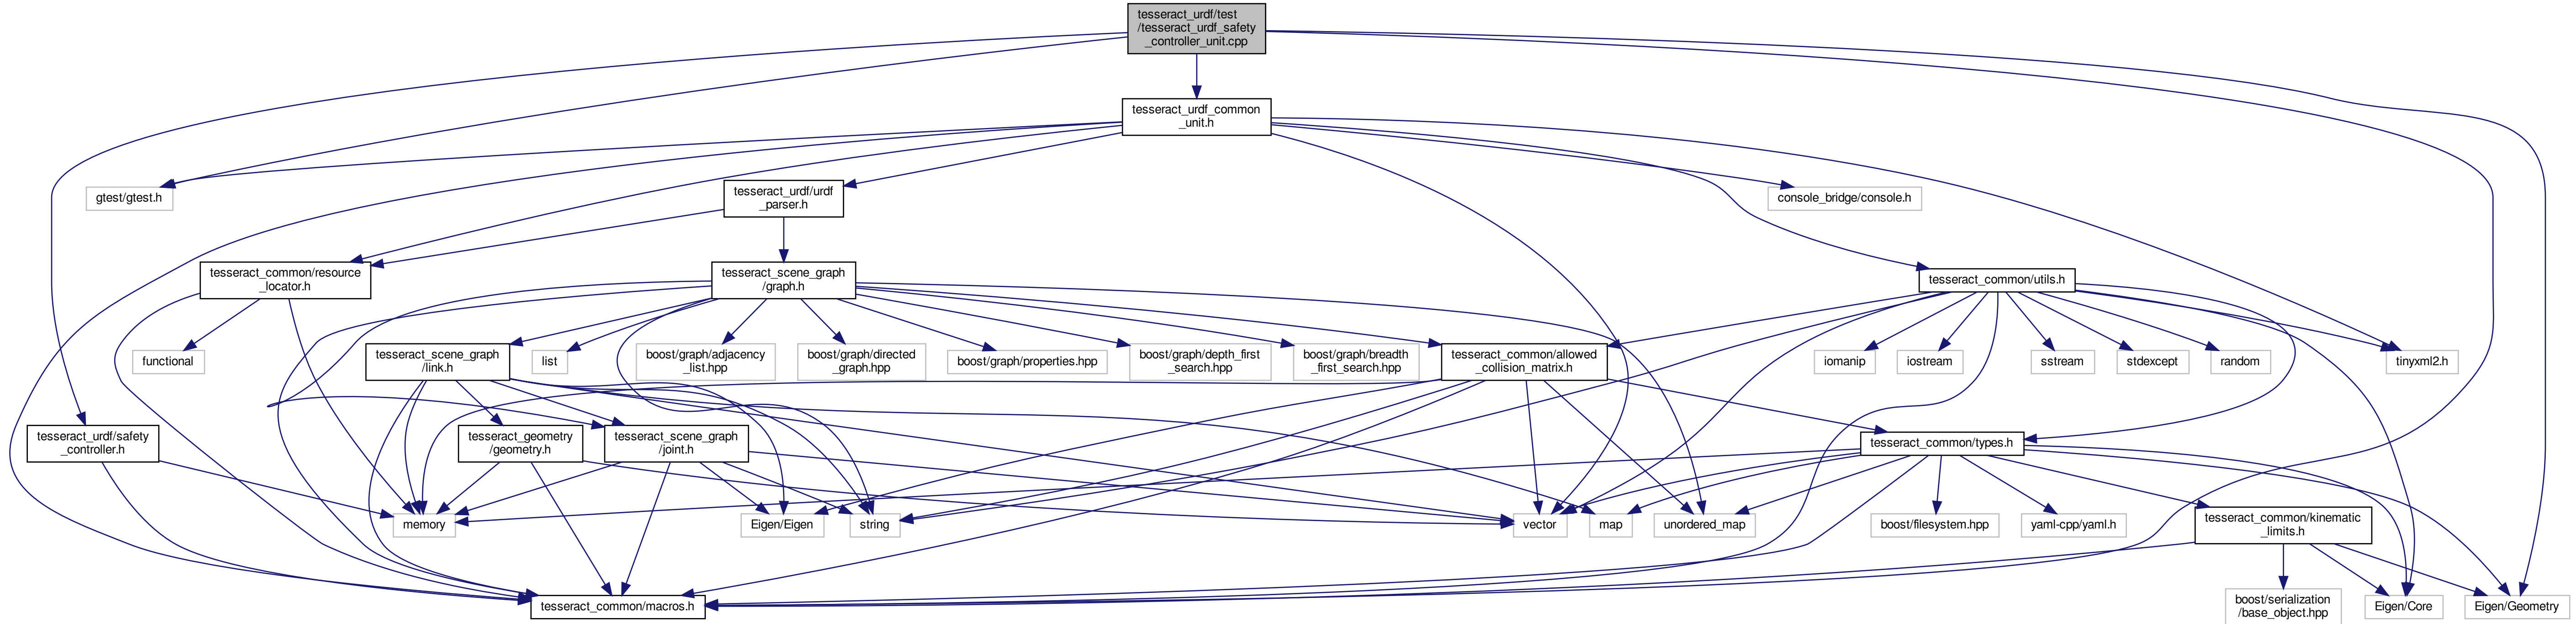 tesseract_urdf/test
/tesseract_urdf_safety
_controller_unit.cpp
tesseract_urdf_common
_unit.h
gtest/gtest.h
tesseract_urdf/urdf
_parser.h
console_bridge/console.h
tesseract_common/resource
_locator.h
tesseract_scene_graph
/graph.h
tesseract_common/utils.h
functional
tesseract_scene_graph
/link.h
list
boost/graph/adjacency
_list.hpp
boost/graph/directed
_graph.hpp
boost/graph/properties.hpp
boost/graph/depth_first
_search.hpp
boost/graph/breadth
_first_search.hpp
tesseract_common/allowed
_collision_matrix.h
iomanip
iostream
sstream
stdexcept
random
tinyxml2.h
tesseract_urdf/safety
_controller.h
tesseract_geometry
/geometry.h
tesseract_scene_graph
/joint.h
tesseract_common/types.h
memory
Eigen/Eigen
string
vector
map
unordered_map
boost/filesystem.hpp
yaml-cpp/yaml.h
tesseract_common/kinematic
_limits.h
tesseract_common/macros.h
boost/serialization
/base_object.hpp
Eigen/Core
Eigen/Geometry